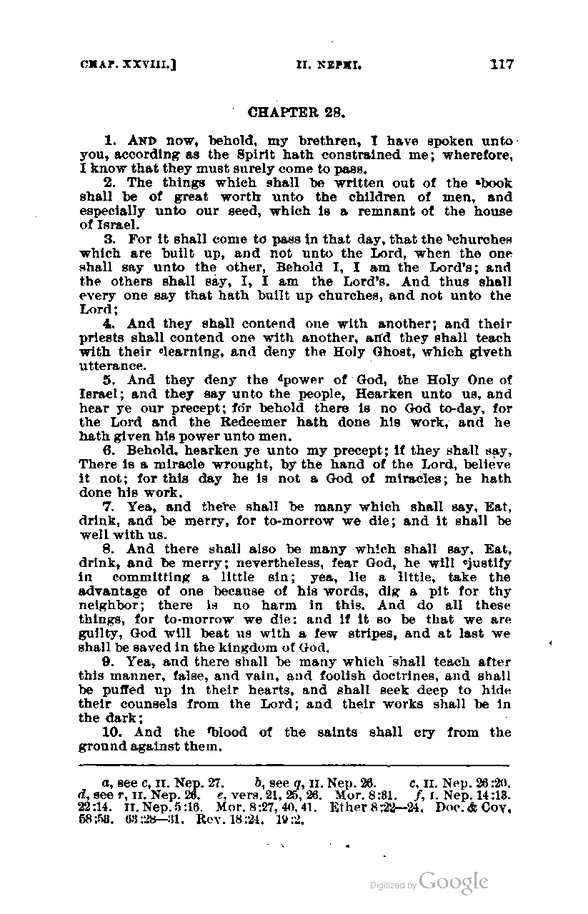 CHAP. XXVIII.] II. NEPHI. 117
CHAPTER 28.
1. AND now, behold, my brethren, I have spoken unto
you, according as the Spirit hath constrained me; wherefore,
I know that they must surely come to pass.
2. The things which shall be written out of the ᵃbook
shall be of great worth unto the children of men, and
especially unto our seed, which is a remnant of the house
of Israel.
3. For it shall come to pass in that day, that the ᵇchurches
which are built up, and not unto the Lord, when the one
shall say unto the other, Behold I, I am the Lord's; and
the others shall say, I, I am the Lord's. And thus shall
every one say that hath built up churches, and not unto the
Lord;
4. And they shall contend one with another; and their
priests shall contend one with another, and they shall teach
with their ᶜlearning, and deny the Holy Ghost, which giveth
utterance.
5. And they deny the ᵈpower of God, the Holy One of
Israel; and they say unto the people, Hearken unto us, and
hear ye our precept; for behold there is no God to-day, for
the Lord and the Redeemer hath done his work, and he
hath given his power unto men.
6. Behold, hearken ye unto my precept; if they shall say,
There is a miracle wrought, by the hand of the Lord, believe
it not; for this day he is not a God of miracles; he hath
done his work.
7. Yea, and there shall be many which shall say, Eat,
drink, and be merry, for to-morrow we die; and it shall be
well with us.
8. And there shall also be many which shall say, Eat,
drink, and be merry; nevertheless, fear God, he will ᵉjustify
in committing a little sin; yea, lie a little, take the
advantage of one because of his words, dig a pit for thy
neighbor; there is no harm in this. And do all these
things, for to-morrow we die; and if it so be that we are
guilty, God will beat us with a few stripes, and at last we
shall be saved in the kingdom of God.
9. Yea, and there shall be many which shall teach after
this manner, false, and vain, and foolish doctrines, and shall
be puffed up in their hearts, and shall seek deep to hide
their counsels from the Lord; and their works shall be in
the dark;
10. And the ᶠblood of the saints shall cry from the
ground against them.
a, see c, II. Nep. 27. b, see q, II. Nep. 26. c, II. Nep. 26:20.
d, see r, II. Nep. 26. e, vers. 21, 25, 26. Mor. 8:31. f, I. Nep. 14:13.
22:14. II. Nep. 5:16. Mor. 8:27, 40, 41. Ether 8:22—24. Doc. & Cov.
58:53. 63:28—31. Rev. 18:24. 19:2.
Digitized by Google